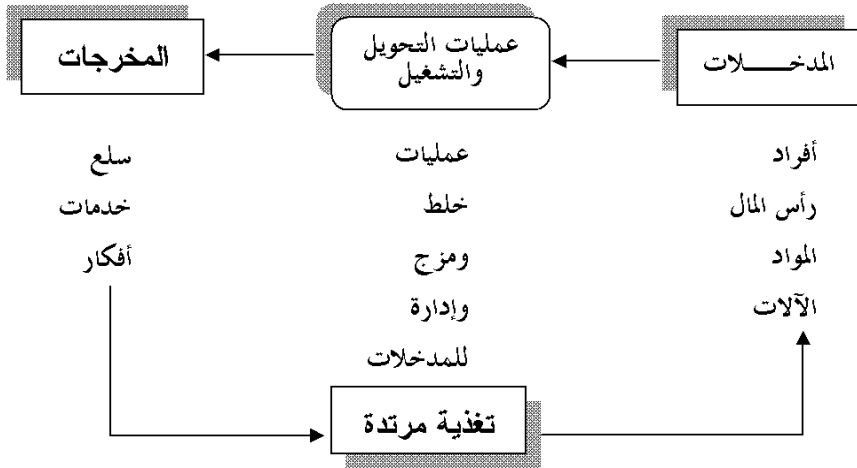 المدخــــــلات
عمليات التحويل
والتشغيل
المخرجات
أفراد
رأس المال
المواد
الآلات
عمليات
خلط
ومزج
وإدارة
للمدخلات
سلع
خدمات
أفكار
تغذية مرتدة